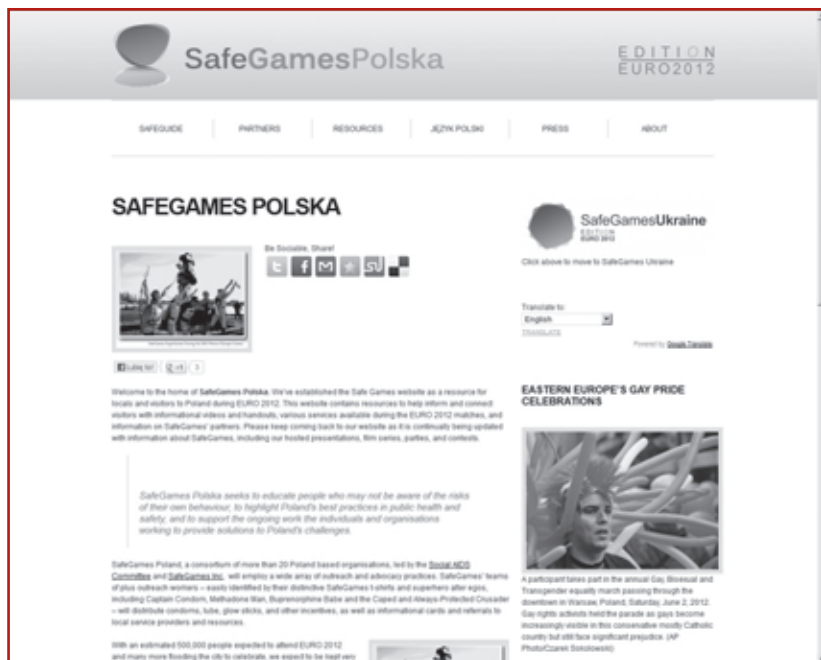 SafeGamesPolska
EDITION
EURO2012
SAFEGUIDE
PARTNERS
RESOURCES
JĘZYK POLSKI
PRESS
ABOUT
SAFEGAMES POLSKA
Be Sociable, Share!
Lubię to!
+1
3
Welcome to the home of SafeGames Polska. We've established the Safe Games website as a resource for
locals and visitors to Poland during EURO 2012. This website contains resources to help inform and connect
visitors with informational videos and handouts, various services available during the EURO 2012 matches, and
information on SafeGames' partners. Please keep coming back to our website as it is continually being updated
with information about SafeGames, including our hosted presentations, film series, parties, and contests.
SafeGames Polska seeks to educate people who may not be aware of the risks
of their own behaviour, to highlight Poland's best practices in public health and
safety, and to support the ongoing work the individuals and organisations
working to provide solutions to Poland's challenges.
SafeGames Poland, a consortium of more than 20 Poland based organisations, led by the Social AIDS
Committee and SafeGames Inc, will employ a wide array of outreach and advocacy practices. SafeGames' teams
of plus outreach workers – easily identified by their distinctive SafeGames t-shirts and superhero alter egos,
including Captain Condom, Methadone Man, Buprenorphine Babe and the Caped and Always-Protected Crusader
– will distribute condoms, lube, glow sticks, and other incentives, as well as informational cards and referrals to
local service providers and resources.
With an estimated 500,000 people expected to attend EURO 2012
and many more flooding the city to celebrate, we expect to be kept very
SafeGamesUkraine
EDITION
EURO 2012
Click above to move to SafeGames Ukraine
Translate to:
English
TRANSLATE
Powered by Google Translate
EASTERN EUROPE'S GAY PRIDE
CELEBRATIONS
A participant takes part in the annual Gay, Bisexual and
Transgender equality march passing through the
downtown in Warsaw, Poland, Saturday, June 2, 2012.
Gay rights activists held the parade as gays become
increasingly visible in this conservative mostly Catholic
country but still face significant prejudice. (AP
Photo/Czarek Sokolowski)